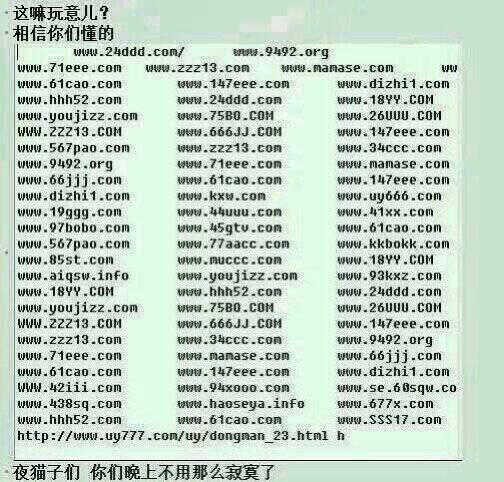 这嘛玩意儿？
相信你们懂的
www.24ddd.com/ www.9492.org
www.71eee.com www.zzz13.com www.mamase.com ww
www.61cao.com www.147eee.com www.dizhi1.com
www.hhh52.com www.24ddd.com www.18YY.COM
www.youjizz.com www.75BO.COM www.26UUU.COM
WWW.ZZZ13.COM www.666JJ.COM www.147eee.com
www.567pao.com www.zzz13.com www.34ccc.com
www.9492.org www.71eee.com www.mamase.com
www.66jjj.com www.61cao.com www.147eee.com
www.dizhi1.com www.kxw.com www.uy666.com
www.19ggg.com www.44uuu.com www.41xx.com
www.97bobo.com www.45gtv.com www.61cao.com
www.567pao.com www.77aacc.com www.kkbokk.com
www.85st.com www.muccc.com www.18YY.COM
www.aiqsw.info www.youjizz.com www.93kxz.com
www.18YY.COM www.hhh52.com www.24ddd.com
www.youjizz.com www.75BO.COM www.26UUU.COM
WWW.ZZZ13.COM www.666JJ.COM www.147eee.com
www.zzz13.com www.34ccc.com www.9492.org
www.71eee.com www.mamase.com www.66jjj.com
www.61cao.com www.147eee.com www.dizhi1.com
WWW.42iii.com www.94xooo.com www.se.60sqw.co
www.438sq.com www.haoseya.info www.677x.com
www.hhh52.com www.61cao.com www.SSS17.com
http://www.uy777.com/uy/dongman_23.html h
夜猫子们 你们晚上不用那么寂寞了